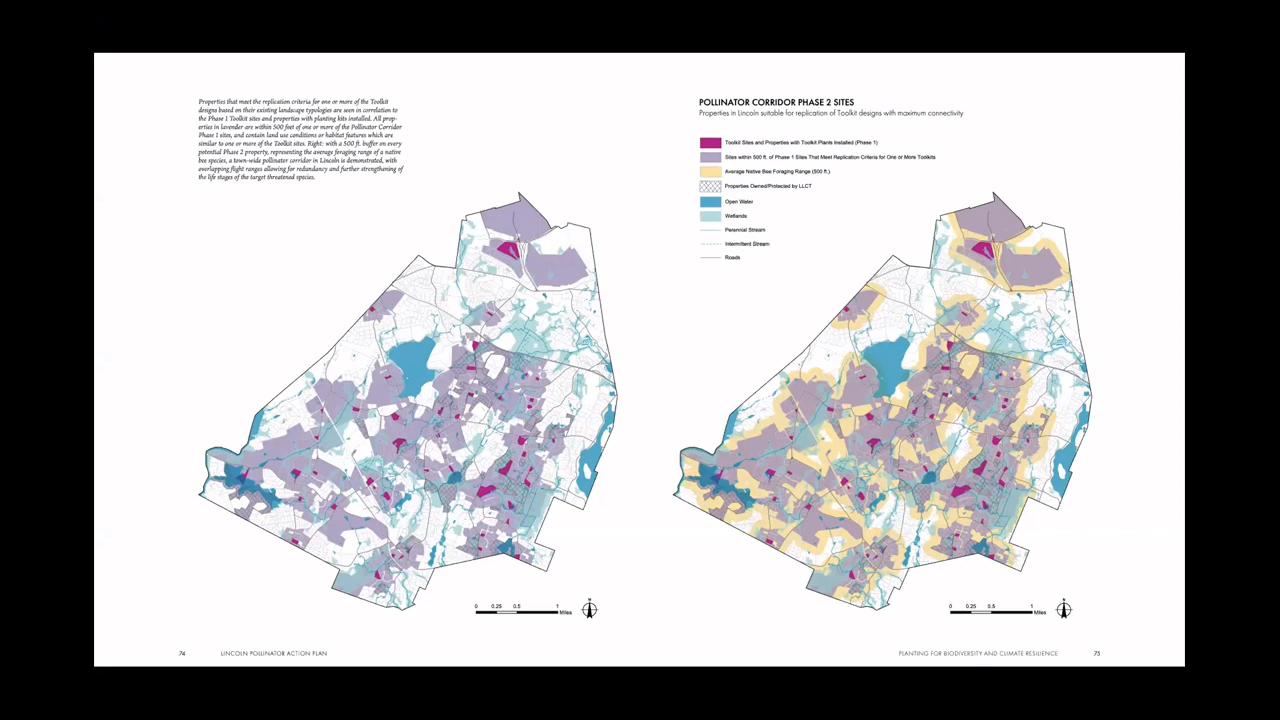 Properties that meet the replication criteria for one or more of the Toolkit
designs based on their existing landscape typologies are seen in correlation to
the Phase 1 Toolkit sites and properties with planting kits installed. All prop-
erties in lavender are within 500 feet of one or more of the Pollinator Corridor
Phase 1 sites, and contain land use conditions or habitat features which are
similar to one or more of the Toolkit sites. Right: with a 500 ft. buffer on every
potential Phase 2 property, representing the average foraging range of a native
bee species, a town-wide pollinator corridor in Lincoln is demonstrated, with
overlapping flight ranges allowing for redundancy and further strengthening of
the life stages of the target threatened species.
POLLINATOR CORRIDOR PHASE 2 SITES
Properties in Lincoln suitable for replication of Toolkit designs with maximum connectivity
Toolkit Sites and Properties with Toolkit Plants Installed (Phase 1)
Sites within 500 ft. of Phase 1 Sites That Meet Replication Criteria for One or More Toolkits
Average Native Bee Foraging Range (500 ft.)
Properties Owned/Protected by LLCT
Open Water
Wetlands
Perennial Stream
Intermittent Stream
Roads
0 0.25 0.5 1
Miles
N
0 0.25 0.5 1
Miles
N
74 LINCOLN POLLINATOR ACTION PLAN
PLANTING FOR BIODIVERSITY AND CLIMATE RESILIENCE 75